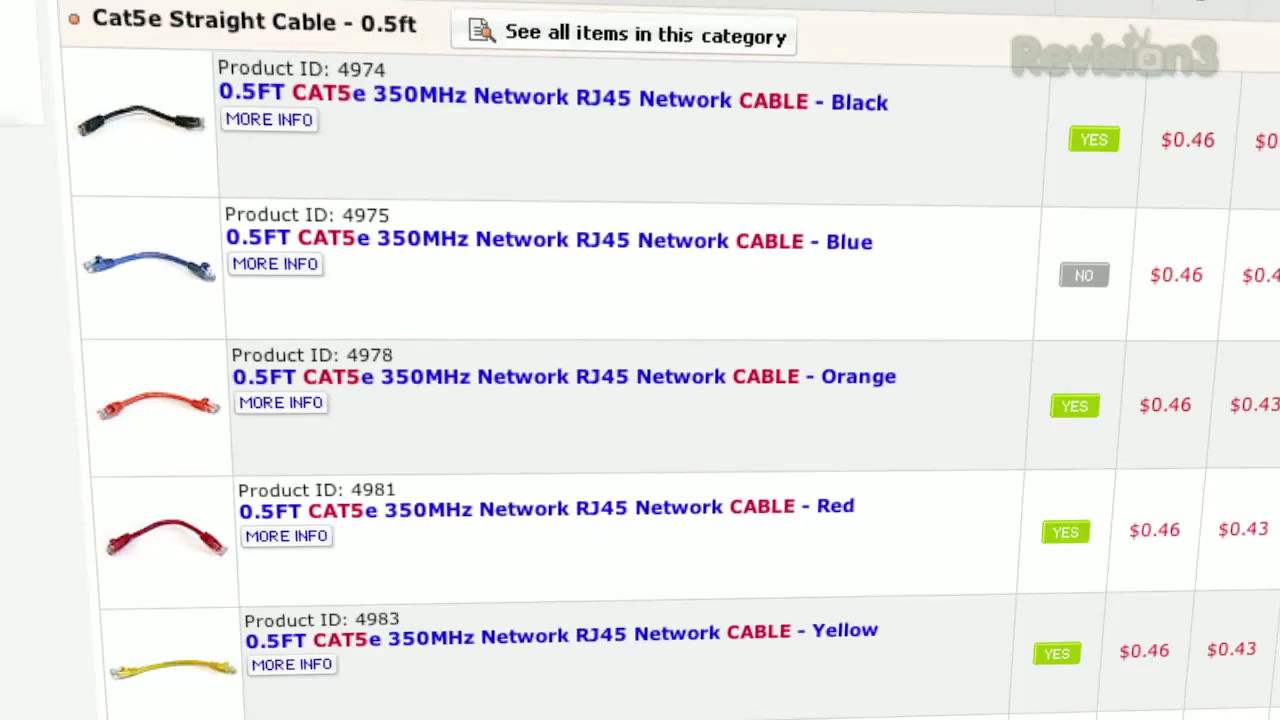 Cat5e Straight Cable - 0.5ft
See all items in this category
Revision3
Product ID: 4974
0.5FT CAT5e 350MHz Network RJ45 Network CABLE - Black
MORE INFO
YES
$0.46
$0
Product ID: 4975
0.5FT CAT5e 350MHz Network RJ45 Network CABLE - Blue
MORE INFO
NO
$0.46
$0.4
Product ID: 4978
0.5FT CAT5e 350MHz Network RJ45 Network CABLE - Orange
MORE INFO
YES
$0.46
$0.43
Product ID: 4981
0.5FT CAT5e 350MHz Network RJ45 Network CABLE - Red
MORE INFO
YES
$0.46
$0.43
Product ID: 4983
0.5FT CAT5e 350MHz Network RJ45 Network CABLE - Yellow
MORE INFO
YES
$0.46
$0.43